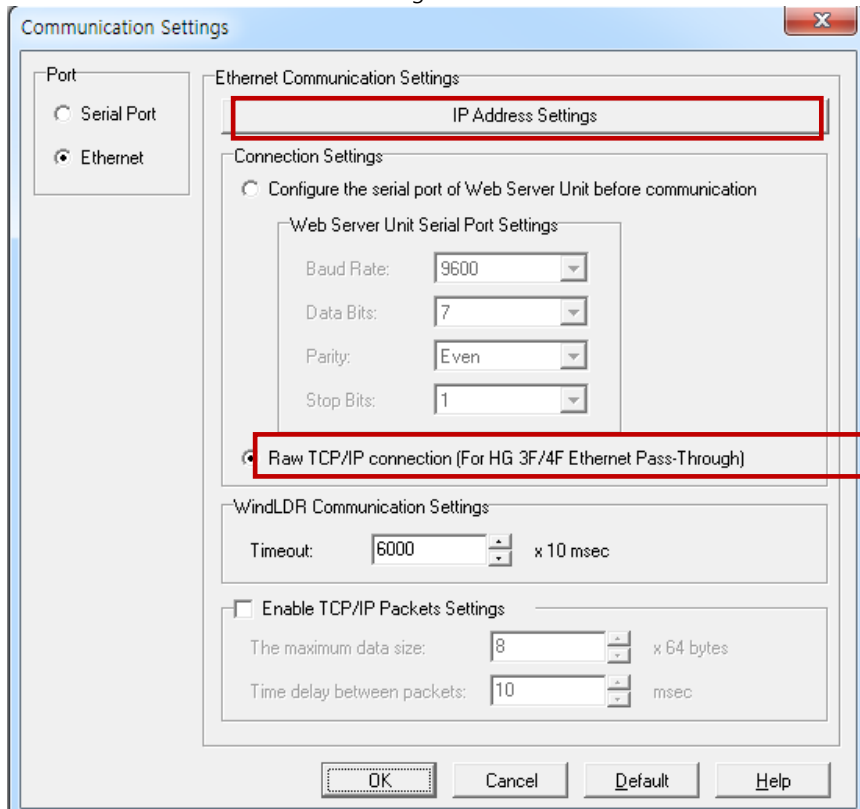 Communication Settings
Port
Serial Port
Ethernet
Ethernet Communication Settings
IP Address Settings
Connection Settings
Configure the serial port of Web Server Unit before communication
Web Server Unit Serial Port Settings
Baud Rate: 9600
Data Bits: 7
Parity: Even
Stop Bits: 1
Raw TCP/IP connection (For HG 3F/4F Ethernet Pass-Through)
WindLDR Communication Settings
Timeout: 6000 x 10 msec
Enable TCP/IP Packets Settings
The maximum data size: 8 x 64 bytes
Time delay between packets: 10 msec
OK Cancel Default Help